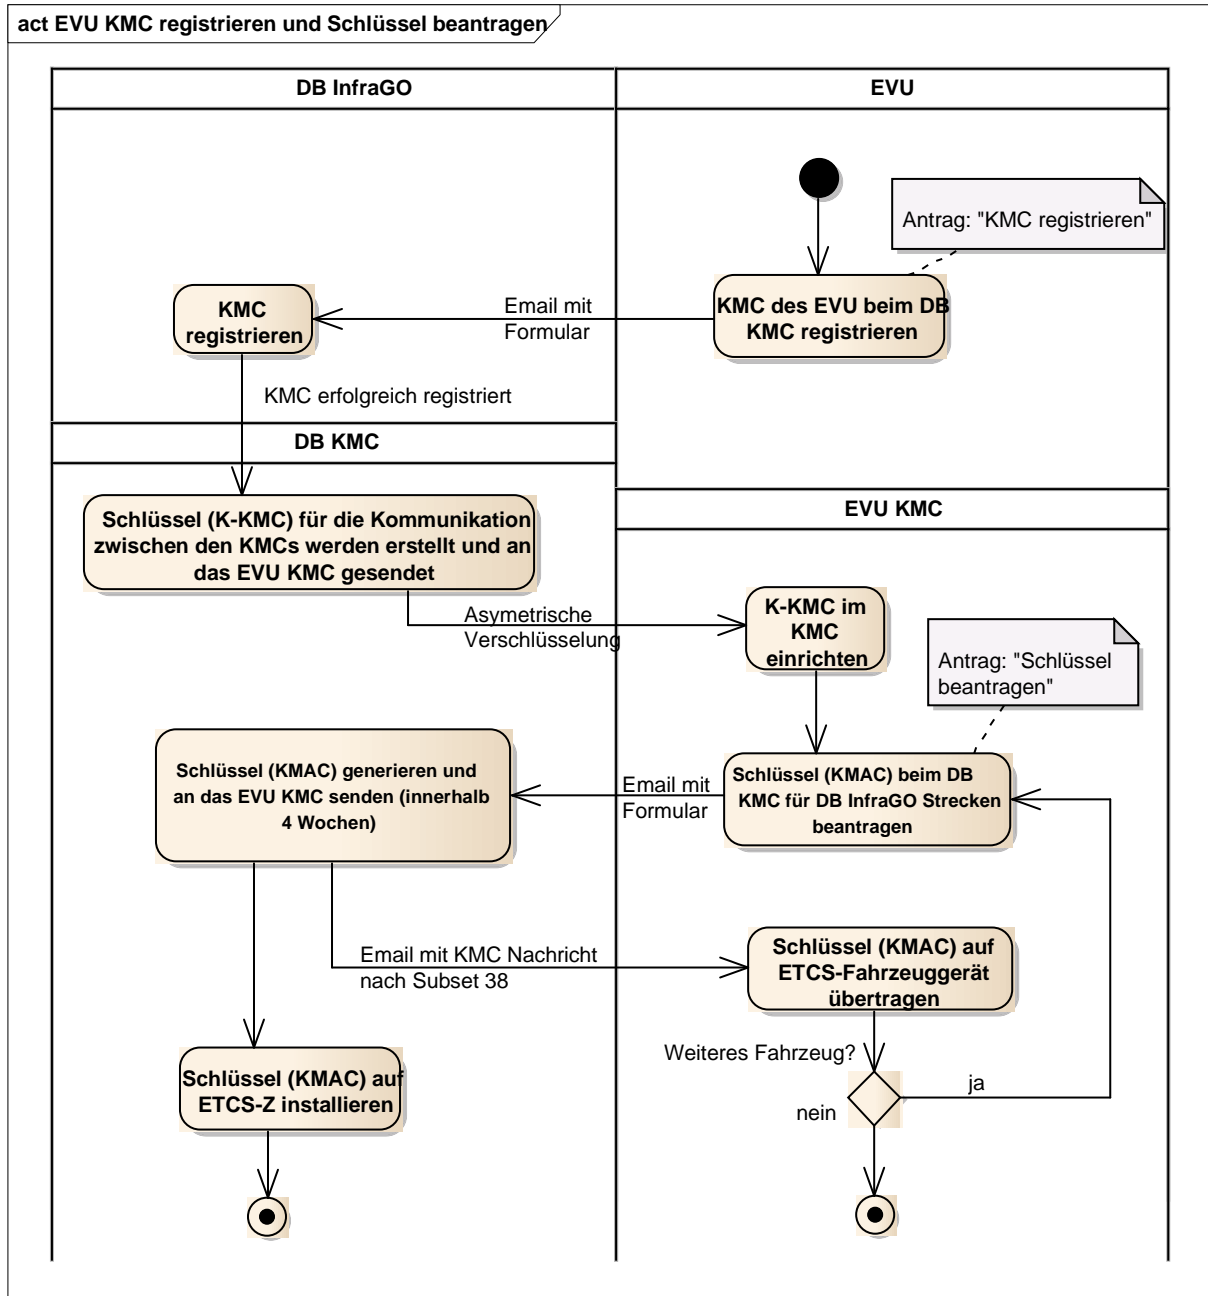 act EVU KMC registrieren und Schlüssel beantragen
DB InfraGO
EVU
Antrag: "KMC registrieren"
KMC des EVU beim DB
KMC registrieren
Email mit
Formular
KMC
registrieren
KMC erfolgreich registriert
DB KMC
EVU KMC
Schlüssel (K-KMC) für die Kommunikation
zwischen den KMCs werden erstellt und an
das EVU KMC gesendet
Asymetrische
Verschlüsselung
K-KMC im
KMC
einrichten
Antrag: "Schlüssel
beantragen"
Schlüssel (KMAC) beim DB
KMC für DB InfraGO Strecken
beantragen
Email mit
Formular
Schlüssel (KMAC) generieren und
an das EVU KMC senden (innerhalb
4 Wochen)
Email mit KMC Nachricht
nach Subset 38
Schlüssel (KMAC) auf
ETCS-Fahrzeuggerät
übertragen
Weiteres Fahrzeug?
ja
nein
Schlüssel (KMAC) auf
ETCS-Z installieren